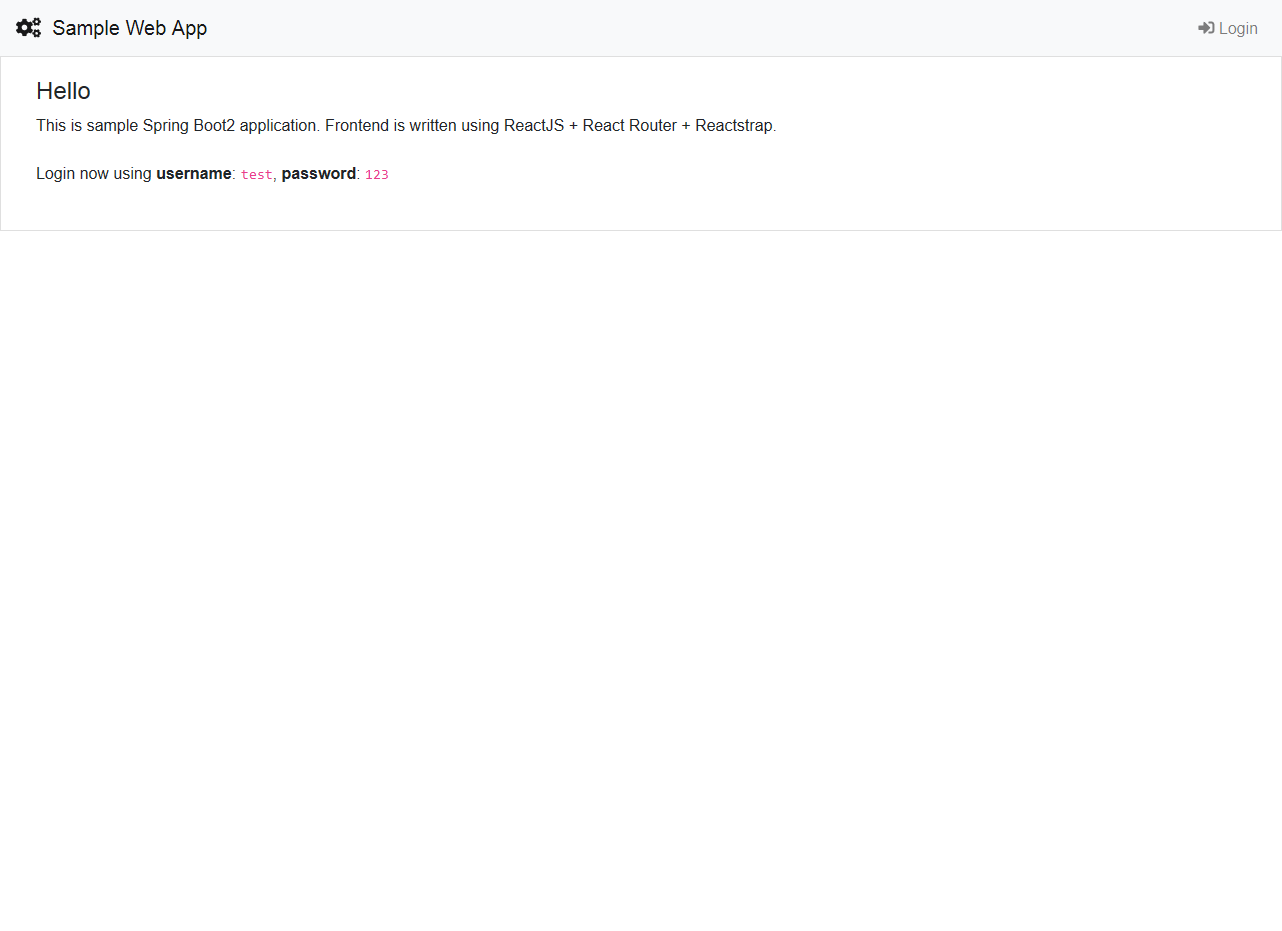 Sample Web App
Login
Hello
This is sample Spring Boot2 application. Frontend is written using ReactJS + React Router + Reactstrap.
Login now using username: test, password: 123